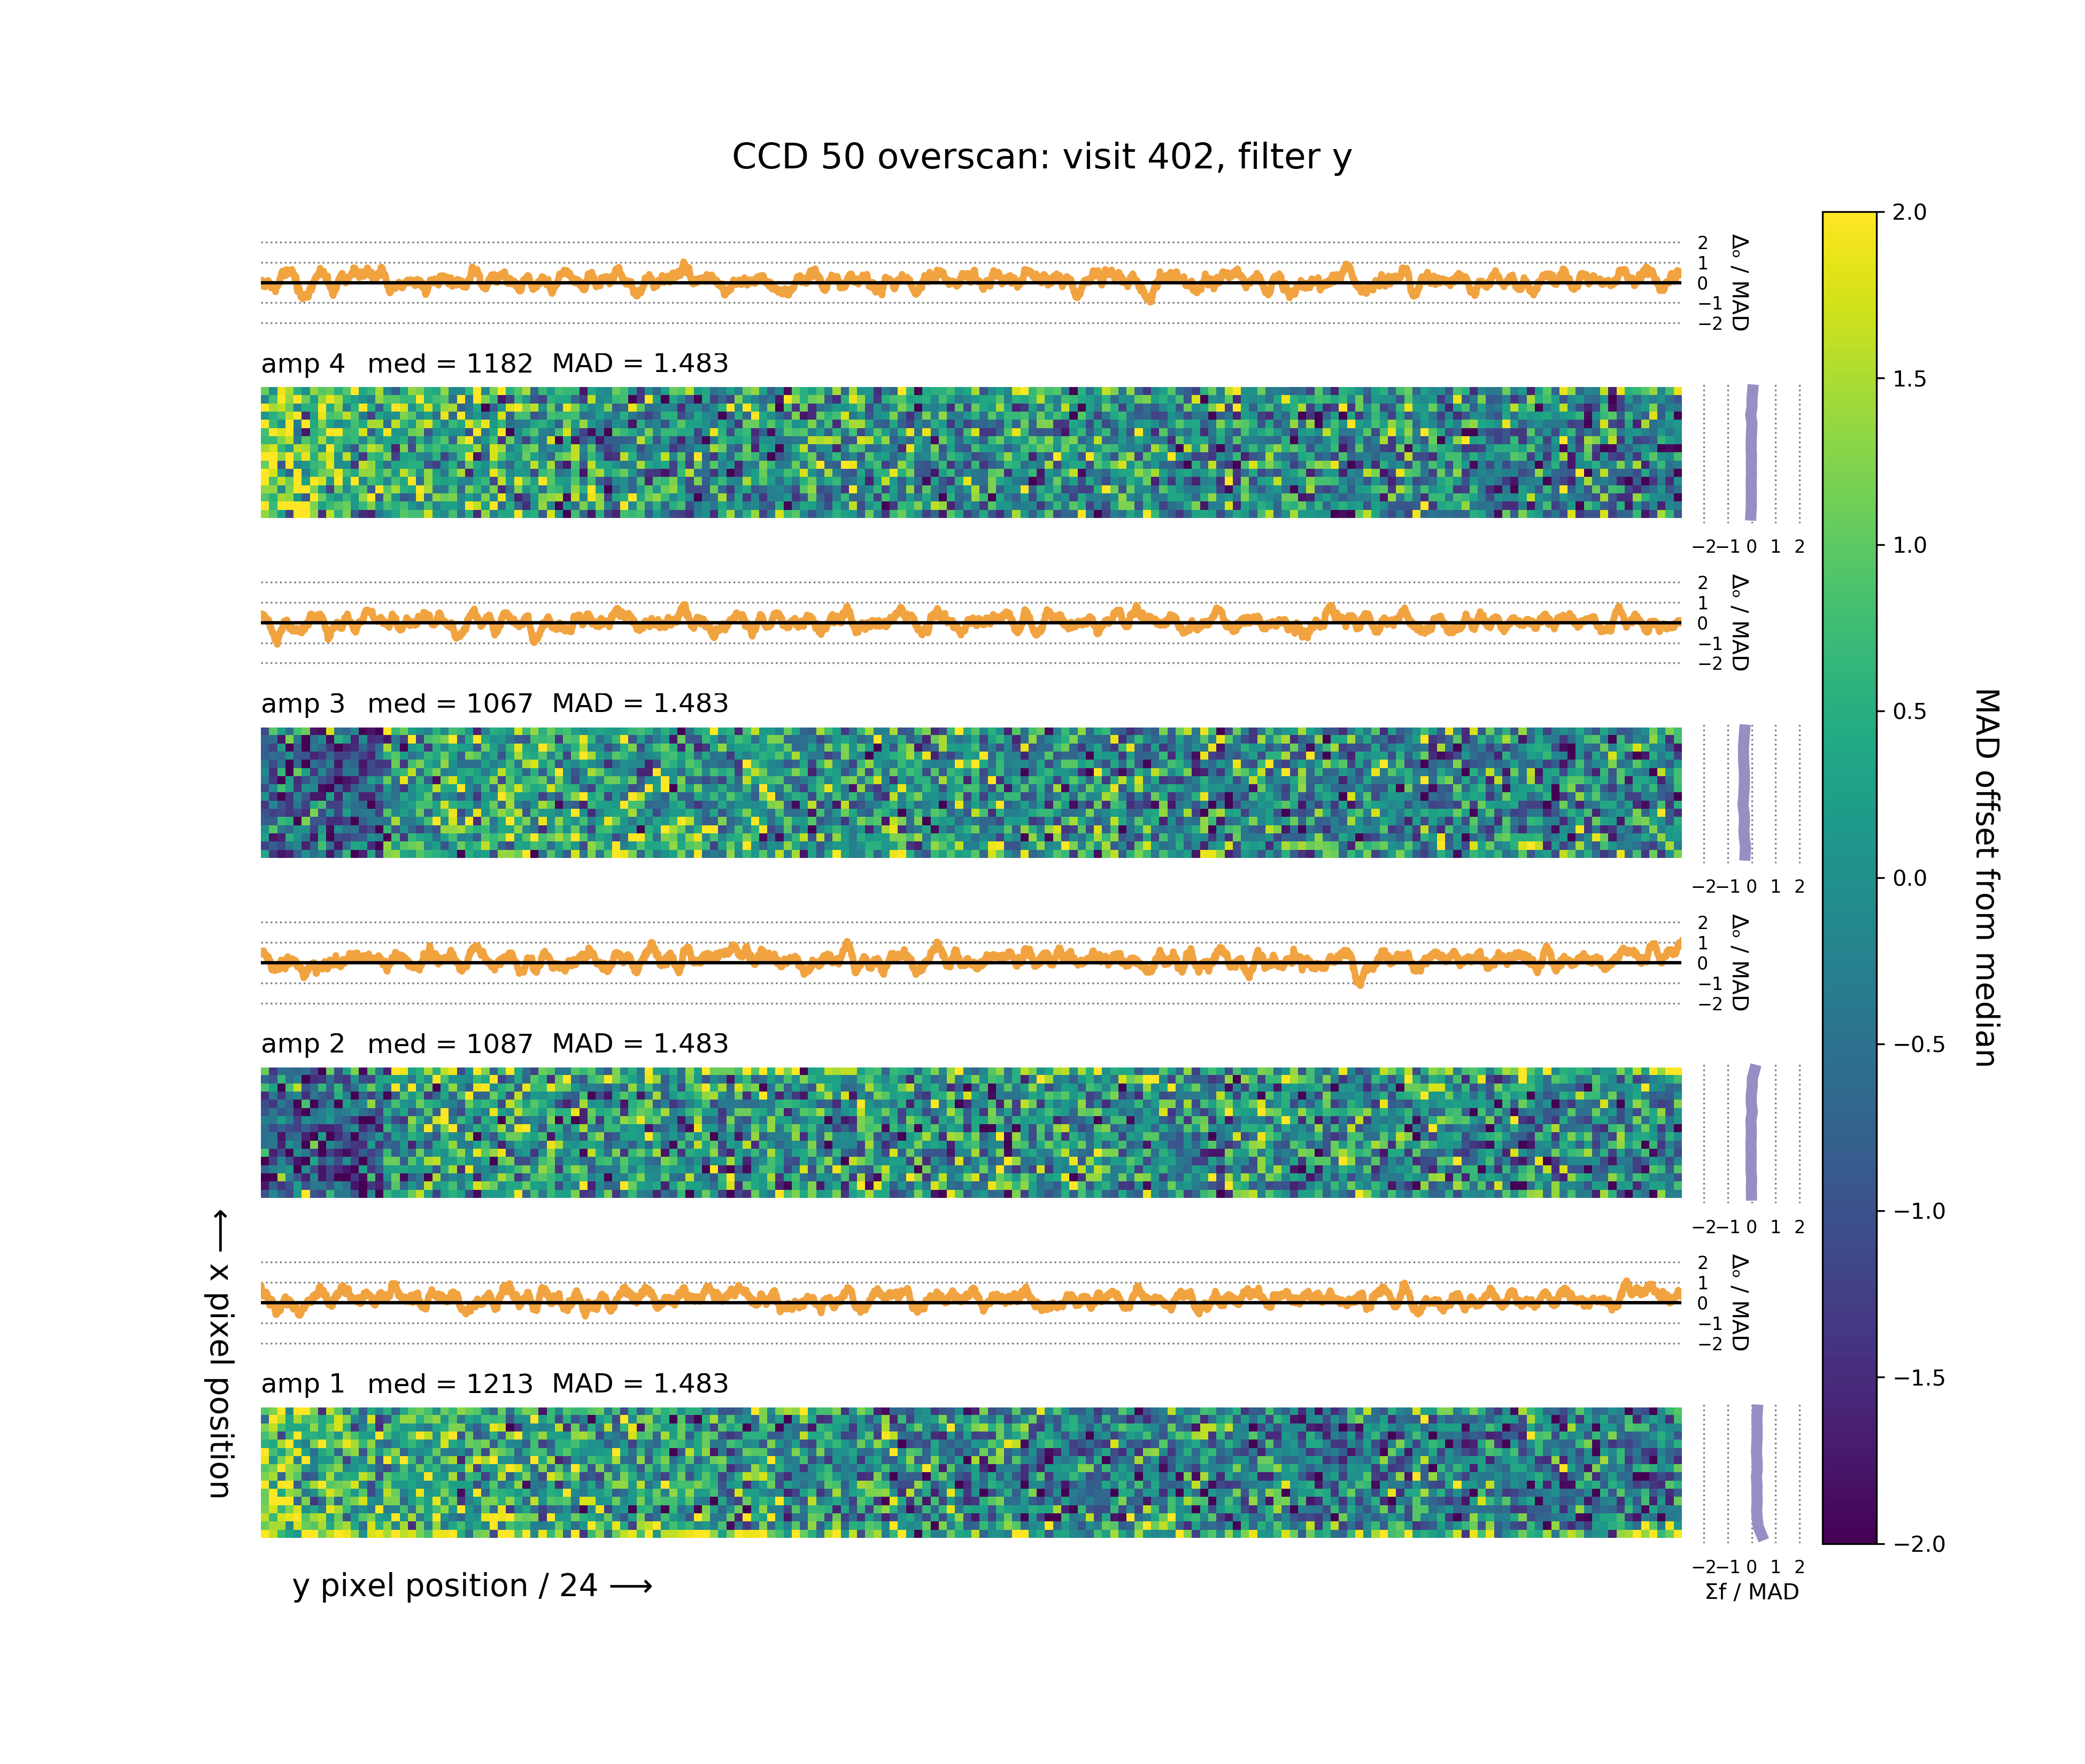 CCD 50 overscan: visit 402, filter y
2
1
0
−1
−2
Δₒ / MAD
amp 4 med = 1182 MAD = 1.483
−2 −1 0 1 2
2
1
0
−1
−2
Δₒ / MAD
amp 3 med = 1067 MAD = 1.483
−2 −1 0 1 2
2
1
0
−1
−2
Δₒ / MAD
amp 2 med = 1087 MAD = 1.483
−2 −1 0 1 2
2
1
0
−1
−2
Δₒ / MAD
amp 1 med = 1213 MAD = 1.483
−2 −1 0 1 2
Σf / MAD
⟵ x pixel position
y pixel position / 24 ⟶
2.0
1.5
1.0
0.5
0.0
−0.5
−1.0
−1.5
−2.0
MAD offset from median